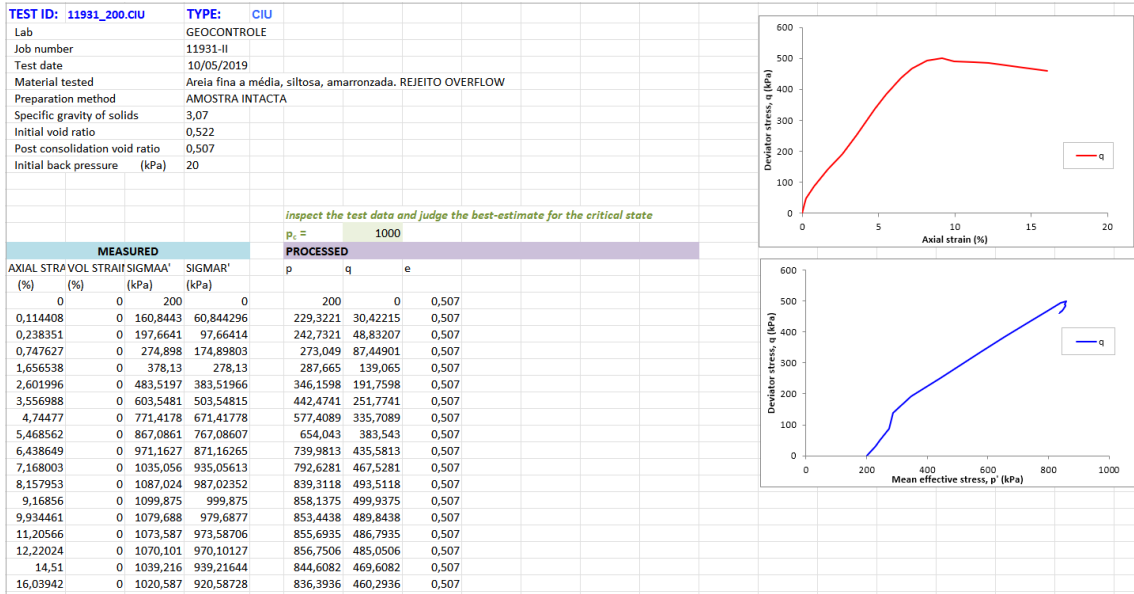 TEST ID: 11931_200.CIU TYPE: CIU
Lab GEOCONTROLE
Job number 11931-II
Test date 10/05/2019
Material tested Areia fina a média, siltosa, amarronzada. REJEITO OVERFLOW
Preparation method AMOSTRA INTACTA
Specific gravity of solids 3,07
Initial void ratio 0,522
Post consolidation void ratio 0,507
Initial back pressure (kPa) 20
inspect the test data and judge the best-estimate for the critical state
pc = 1000
MEASURED PROCESSED
AXIAL STRA VOL STRAII SIGMAA' SIGMAR' p q e
(%) (%) (kPa) (kPa)
0 0 200 0 200 0 0,507
0,114408 0 160,8443 60,844296 229,3221 30,42215 0,507
0,238351 0 197,6641 97,66414 242,7321 48,83207 0,507
0,747627 0 274,898 174,89803 273,049 87,44901 0,507
1,656538 0 378,13 278,13 287,665 139,065 0,507
2,601996 0 483,5197 383,51966 346,1598 191,7598 0,507
3,556988 0 603,5481 503,54815 442,4741 251,7741 0,507
4,74477 0 771,4178 671,41778 577,4089 335,7089 0,507
5,468562 0 867,0861 767,08607 654,043 383,543 0,507
6,438649 0 971,1627 871,16265 739,9813 435,5813 0,507
7,168003 0 1035,056 935,05613 792,6281 467,5281 0,507
8,157953 0 1087,024 987,02352 839,3118 493,5118 0,507
9,16856 0 1099,875 999,875 858,1375 499,9375 0,507
9,934461 0 1079,688 979,6877 853,4438 489,8438 0,507
11,20566 0 1073,587 973,58706 855,6935 486,7935 0,507
12,22024 0 1070,101 970,10127 856,7506 485,0506 0,507
14,51 0 1039,216 939,21644 844,6082 469,6082 0,507
16,03942 0 1020,587 920,58728 836,3936 460,2936 0,507
Deviator stress, q (kPa)
600
500
400
300
200
100
0
0 5 10 15 20
Axial strain (%)
q
Deviator stress, q (kPa)
600
500
400
300
200
100
0
0 200 400 600 800 1000
Mean effective stress, p' (kPa)
q